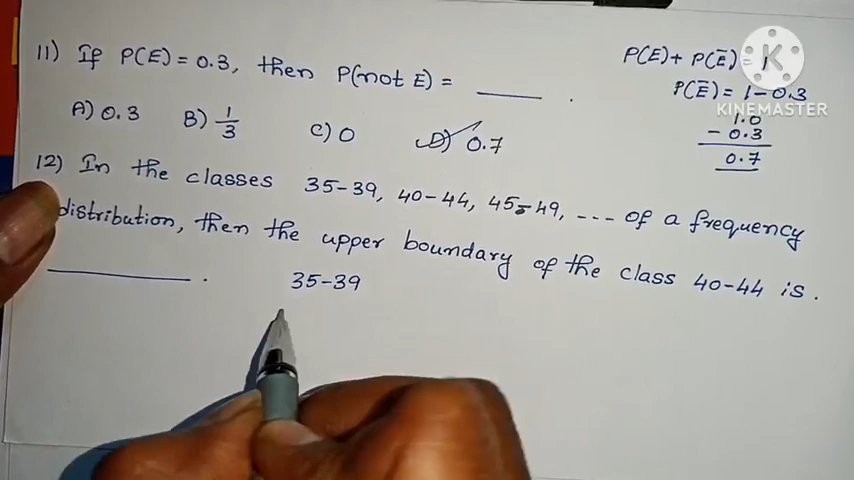 11) If P(E) = 0.3, then P(not E) = ______ .
P(E) + P(E̅) = 1
P(E̅) = 1 - 0.3
KINEMASTER
1.0
- 0.3
0.7
A) 0.3 B) 1/3 C) 0 D) 0.7
12) In the classes 35-39, 40-44, 45-49, --- of a frequency
distribution, then the upper boundary of the class 40-44 is.
______ .
35-39